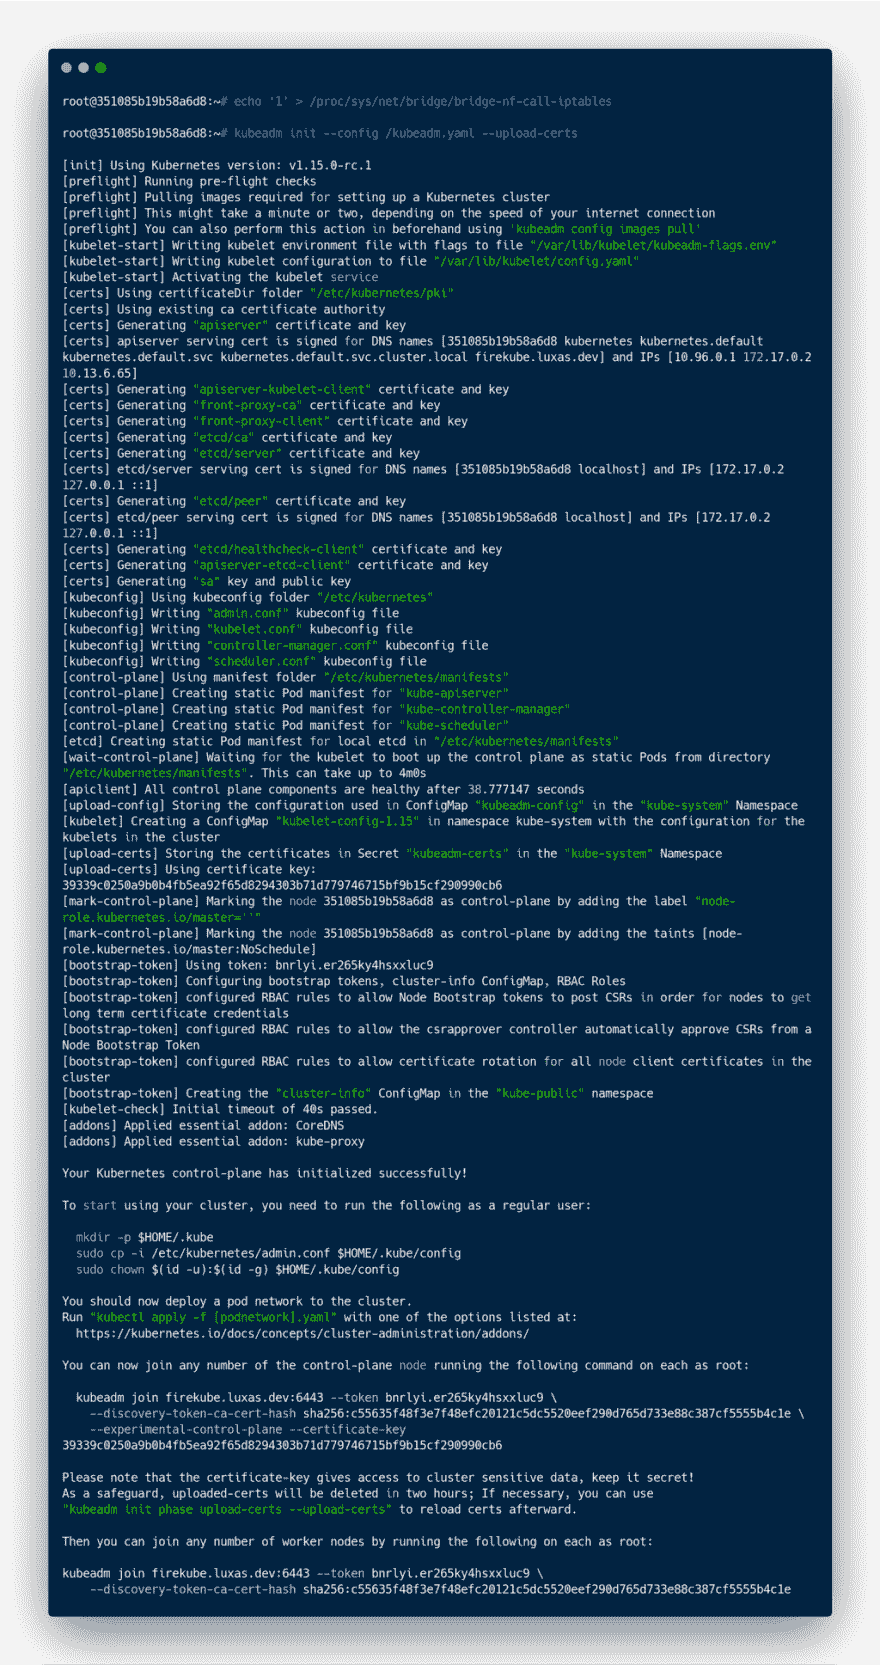 root@351085b19b58a6d8:~# echo '1' > /proc/sys/net/bridge/bridge-nf-call-iptables
root@351085b19b58a6d8:~# kubeadm init --config /kubeadm.yaml --upload-certs
[init] Using Kubernetes version: v1.15.0-rc.1
[preflight] Running pre-flight checks
[preflight] Pulling images required for setting up a Kubernetes cluster
[preflight] This might take a minute or two, depending on the speed of your internet connection
[preflight] You can also perform this action in beforehand using 'kubeadm config images pull'
[kubelet-start] Writing kubelet environment file with flags to file "/var/lib/kubelet/kubeadm-flags.env"
[kubelet-start] Writing kubelet configuration to file "/var/lib/kubelet/config.yaml"
[kubelet-start] Activating the kubelet service
[certs] Using certificateDir folder "/etc/kubernetes/pki"
[certs] Using existing ca certificate authority
[certs] Generating "apiserver" certificate and key
[certs] apiserver serving cert is signed for DNS names [351085b19b58a6d8 kubernetes kubernetes.default
kubernetes.default.svc kubernetes.default.svc.cluster.local firekube.luxas.dev] and IPs [10.96.0.1 172.17.0.2
10.13.6.65]
[certs] Generating "apiserver-kubelet-client" certificate and key
[certs] Generating "front-proxy-ca" certificate and key
[certs] Generating "front-proxy-client" certificate and key
[certs] Generating "etcd/ca" certificate and key
[certs] Generating "etcd/server" certificate and key
[certs] etcd/server serving cert is signed for DNS names [351085b19b58a6d8 localhost] and IPs [172.17.0.2
127.0.0.1 ::1]
[certs] Generating "etcd/peer" certificate and key
[certs] etcd/peer serving cert is signed for DNS names [351085b19b58a6d8 localhost] and IPs [172.17.0.2
127.0.0.1 ::1]
[certs] Generating "etcd/healthcheck-client" certificate and key
[certs] Generating "apiserver-etcd-client" certificate and key
[certs] Generating "sa" key and public key
[kubeconfig] Using kubeconfig folder "/etc/kubernetes"
[kubeconfig] Writing "admin.conf" kubeconfig file
[kubeconfig] Writing "kubelet.conf" kubeconfig file
[kubeconfig] Writing "controller-manager.conf" kubeconfig file
[kubeconfig] Writing "scheduler.conf" kubeconfig file
[control-plane] Using manifest folder "/etc/kubernetes/manifests"
[control-plane] Creating static Pod manifest for "kube-apiserver"
[control-plane] Creating static Pod manifest for "kube-controller-manager"
[control-plane] Creating static Pod manifest for "kube-scheduler"
[etcd] Creating static Pod manifest for local etcd in "/etc/kubernetes/manifests"
[wait-control-plane] Waiting for the kubelet to boot up the control plane as static Pods from directory
"/etc/kubernetes/manifests". This can take up to 4m0s
[apiclient] All control plane components are healthy after 38.777147 seconds
[upload-config] Storing the configuration used in ConfigMap "kubeadm-config" in the "kube-system" Namespace
[kubelet] Creating a ConfigMap "kubelet-config-1.15" in namespace kube-system with the configuration for the
kubelets in the cluster
[upload-certs] Storing the certificates in Secret "kubeadm-certs" in the "kube-system" Namespace
[upload-certs] Using certificate key:
39339c0250a9b0b4fb5ea92f65d8294303b71d779746715bf9b15cf290990cb6
[mark-control-plane] Marking the node 351085b19b58a6d8 as control-plane by adding the label "node-
role.kubernetes.io/master=''"
[mark-control-plane] Marking the node 351085b19b58a6d8 as control-plane by adding the taints [node-
role.kubernetes.io/master:NoSchedule]
[bootstrap-token] Using token: bnrlyi.er265ky4hsxxluc9
[bootstrap-token] Configuring bootstrap tokens, cluster-info ConfigMap, RBAC Roles
[bootstrap-token] configured RBAC rules to allow Node Bootstrap tokens to post CSRs in order for nodes to get
long term certificate credentials
[bootstrap-token] configured RBAC rules to allow the csrapprover controller automatically approve CSRs from a
Node Bootstrap Token
[bootstrap-token] configured RBAC rules to allow certificate rotation for all node client certificates in the
cluster
[bootstrap-token] Creating the "cluster-info" ConfigMap in the "kube-public" namespace
[kubelet-check] Initial timeout of 40s passed.
[addons] Applied essential addon: CoreDNS
[addons] Applied essential addon: kube-proxy
Your Kubernetes control-plane has initialized successfully!
To start using your cluster, you need to run the following as a regular user:
mkdir -p $HOME/.kube
sudo cp -i /etc/kubernetes/admin.conf $HOME/.kube/config
sudo chown $(id -u):$(id -g) $HOME/.kube/config
You should now deploy a pod network to the cluster.
Run "kubectl apply -f [podnetwork].yaml" with one of the options listed at:
https://kubernetes.io/docs/concepts/cluster-administration/addons/
You can now join any number of the control-plane node running the following command on each as root:
kubeadm join firekube.luxas.dev:6443 --token bnrlyi.er265ky4hsxxluc9 \
--discovery-token-ca-cert-hash sha256:c55635f48f3e7f48efc20121c5dc5520eef290d765d733e88c387cf5555b4c1e \
--experimental-control-plane --certificate-key
39339c0250a9b0b4fb5ea92f65d8294303b71d779746715bf9b15cf290990cb6
Please note that the certificate-key gives access to cluster sensitive data, keep it secret!
As a safeguard, uploaded-certs will be deleted in two hours; If necessary, you can use
"kubeadm init phase upload-certs --upload-certs" to reload certs afterward.
Then you can join any number of worker nodes by running the following on each as root:
kubeadm join firekube.luxas.dev:6443 --token bnrlyi.er265ky4hsxxluc9 \
--discovery-token-ca-cert-hash sha256:c55635f48f3e7f48efc20121c5dc5520eef290d765d733e88c387cf5555b4c1e